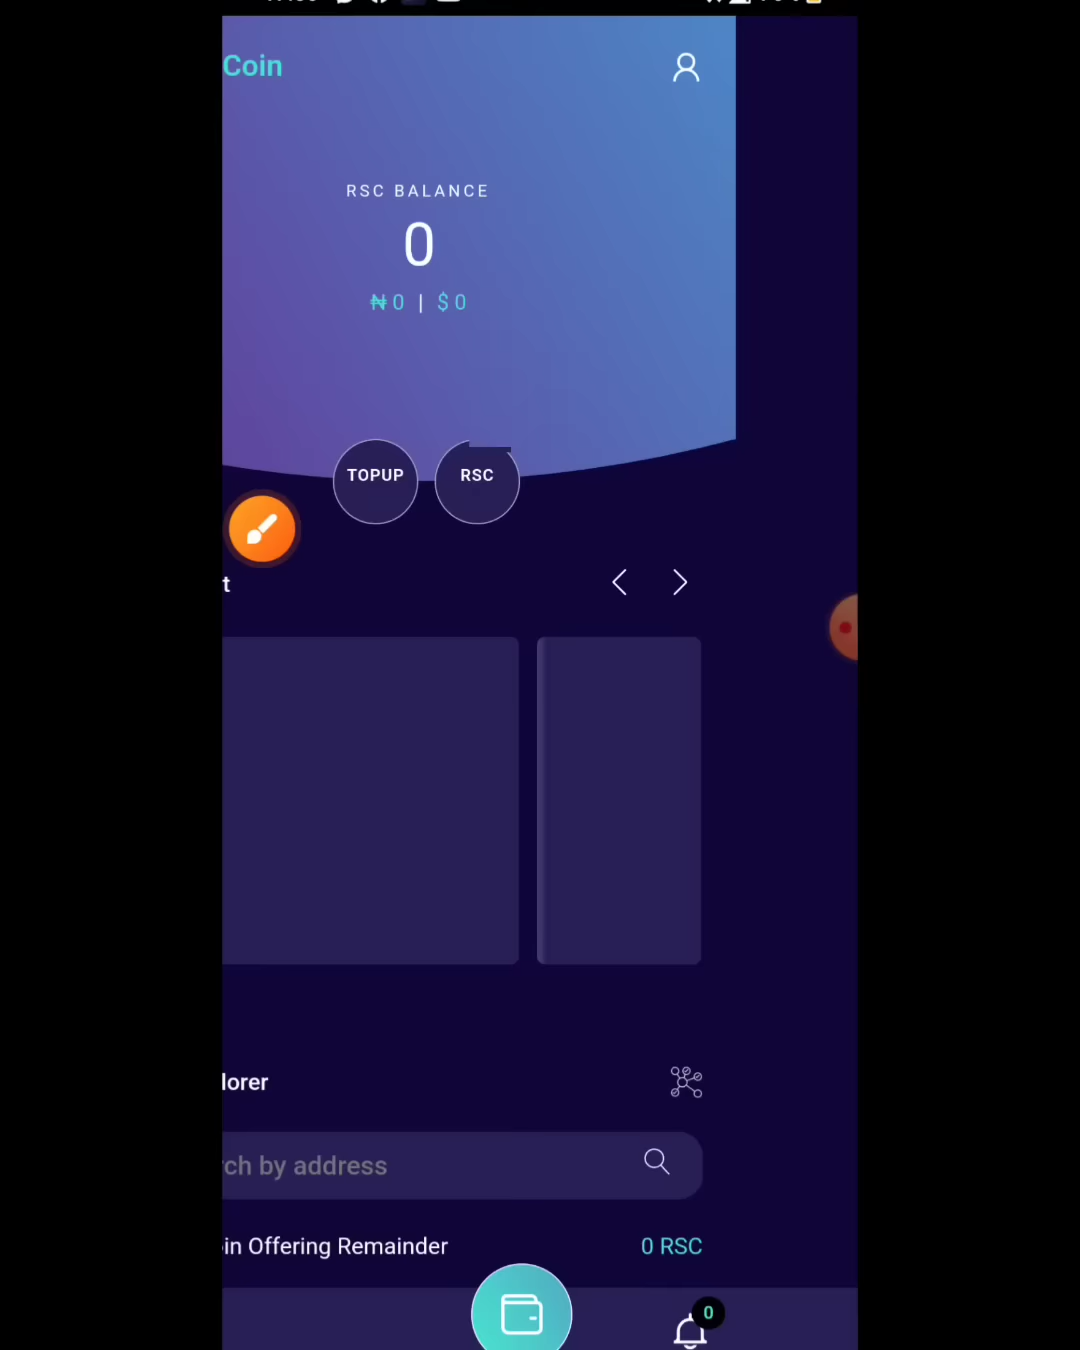 Coin
RSC BALANCE
0
₦ 0 | $ 0
TOPUP
RSC
t
lorer
ch by address
in Offering Remainder
0 RSC
0